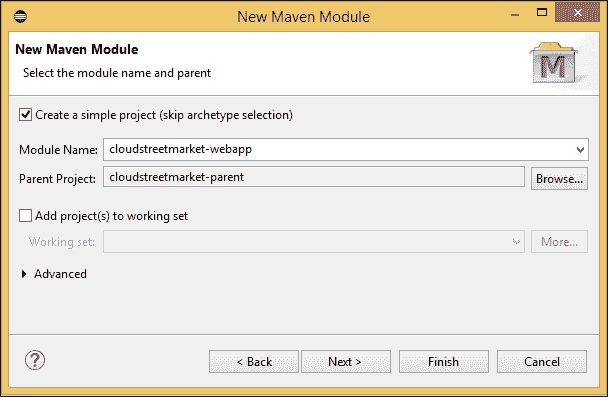 New Maven Module
New Maven Module
Select the module name and parent
M
Create a simple project (skip archetype selection)
Module Name: cloudstreetmarket-webapp
Parent Project: cloudstreetmarket-parent Browse...
Add project(s) to working set
Working set: More...
Advanced
? < Back Next > Finish Cancel